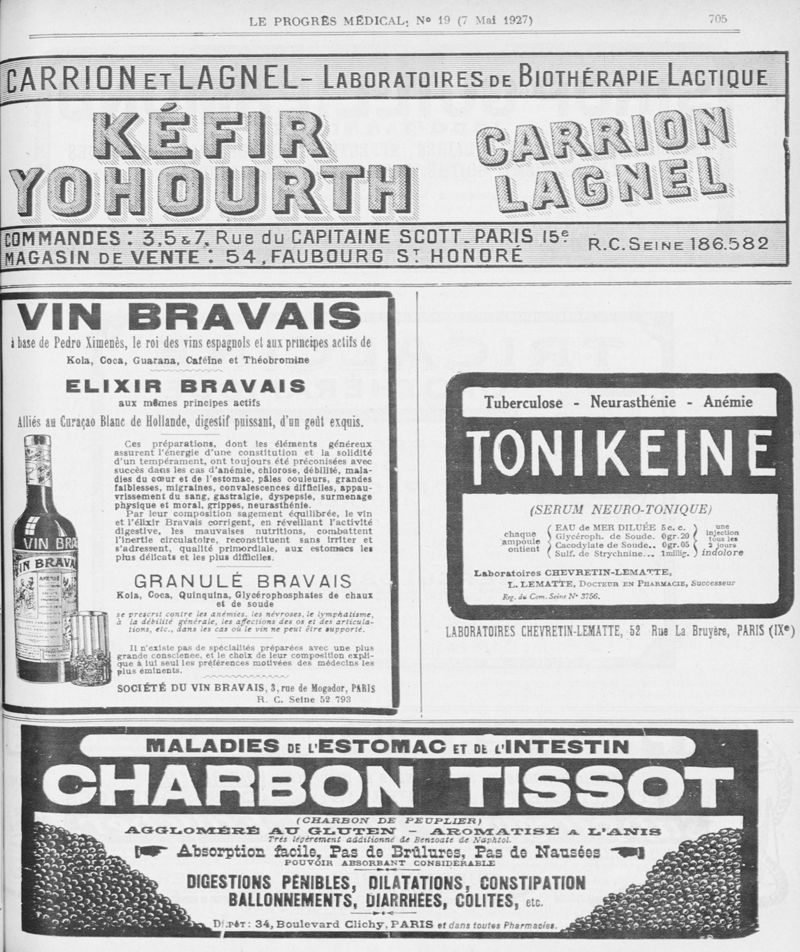 LE PROGRÈS MÉDICAL, No 19 (7 Mai 1927) 705
CARRION ET LAGNEL - LABORATOIRES DE BIOTHÉRAPIE LACTIQUE
KÉFIR
YOHOURTH
CARRION
LAGNEL
COMMANDES : 3, 5 & 7, Rue du CAPITAINE SCOTT - PARIS 15e
MAGASIN DE VENTE : 54, FAUBOURG ST HONORÉ
R.C. SEINE 186.582
VIN BRAVAIS
à base de Pedro Ximenès, le roi des vins espagnols et aux principes actifs de
Kola, Coca, Guarana, Caféine et Théobromine
ELIXIR BRAVAIS
aux mêmes principes actifs
Alliés au Curaçao Blanc de Hollande, digestif puissant, d'un goût exquis.
Ces préparations, dont les éléments généreux
assurent l'énergie d'une constitution et la solidité
d'un tempérament, ont toujours été préconisées avec
succès dans les cas d'anémie, chlorose, débilité, mala-
dies du cœur et de l'estomac, pâles couleurs, grandes
faiblesses, migraines, convalescences difficiles, appau-
vrissement du sang, gastralgie, dyspepsie, surmenage
physique et moral, grippes, neurasthénie.
Par leur composition sagement équilibrée, le vin
et l'élixir Bravais corrigent, en réveillant l'activité
digestive, les mauvaises nutritions, combattent
l'inertie circulatoire, reconstituent sans irriter et
s'adressent, qualité primordiale, aux estomacs les
plus délicats et les plus difficiles.
VIN BRA
VIN BRAVAIS
GRANULÉ BRAVAIS
Kola, Coca, Quinquina, Glycérophosphates de chaux
et de soude
se prescrit contre les anémies, les névroses, le lymphatisme,
à la débilité générale, les affections des os et des articula-
tions, etc., dans les cas où le vin ne peut être supporté.
Il n'existe pas de spécialités préparées avec une plus
grande conscience, et le choix de leur composition expli-
que à lui seul les préférences motivées des médecins les
plus éminents.
SOCIÉTÉ DU VIN BRAVAIS, 3, rue de Mogador, PARIS
R. C. Seine 52 793
Tuberculose - Neurasthénie - Anémie
TONIKEINE
(SERUM NEURO-TONIQUE)
chaque
ampoule
contient
EAU de MER DILUÉE 5 c. c.
Glycéroph. de Soude. 0gr.20
Cacodylate de Soude.. 0gr.05
Sulf. de Strychnine... 1millig.
une
injection
tous les
2 jours
indolore
Laboratoires CHEVRETIN-LEMATTE,
L. LEMATTE, DOCTEUR EN PHARMACIE, Successeur
Reg. du Com. Seine No 3756.
LABORATOIRES CHEVRETIN-LEMATTE, 52 Rue La Bruyère, PARIS (IXe)
MALADIES DE L'ESTOMAC ET DE L'INTESTIN
CHARBON TISSOT
(CHARBON DE PEUPLIER)
AGGLOMÉRÉ AU GLUTEN - AROMATISÉ A L'ANIS
Très légèrement additionné de Benzoate de Naphtol.
Absorption facile, Pas de Brûlures, Pas de Nausées
POUVOIR ABSORBANT CONSIDÉRABLE
DIGESTIONS PÉNIBLES, DILATATIONS, CONSTIPATION
BALLONNEMENTS, DIARRHÉES, COLITES, etc.
DÉPÔT : 34, Boulevard Clichy, PARIS et dans toutes Pharmacies.